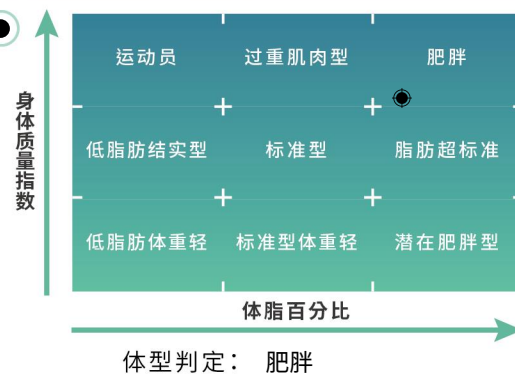 身体质量指数
运动员 过重肌肉型 肥胖
低脂肪结实型 标准型 脂肪超标准
低脂肪体重轻 标准型体重轻 潜在肥胖型
体脂百分比
体型判定： 肥胖